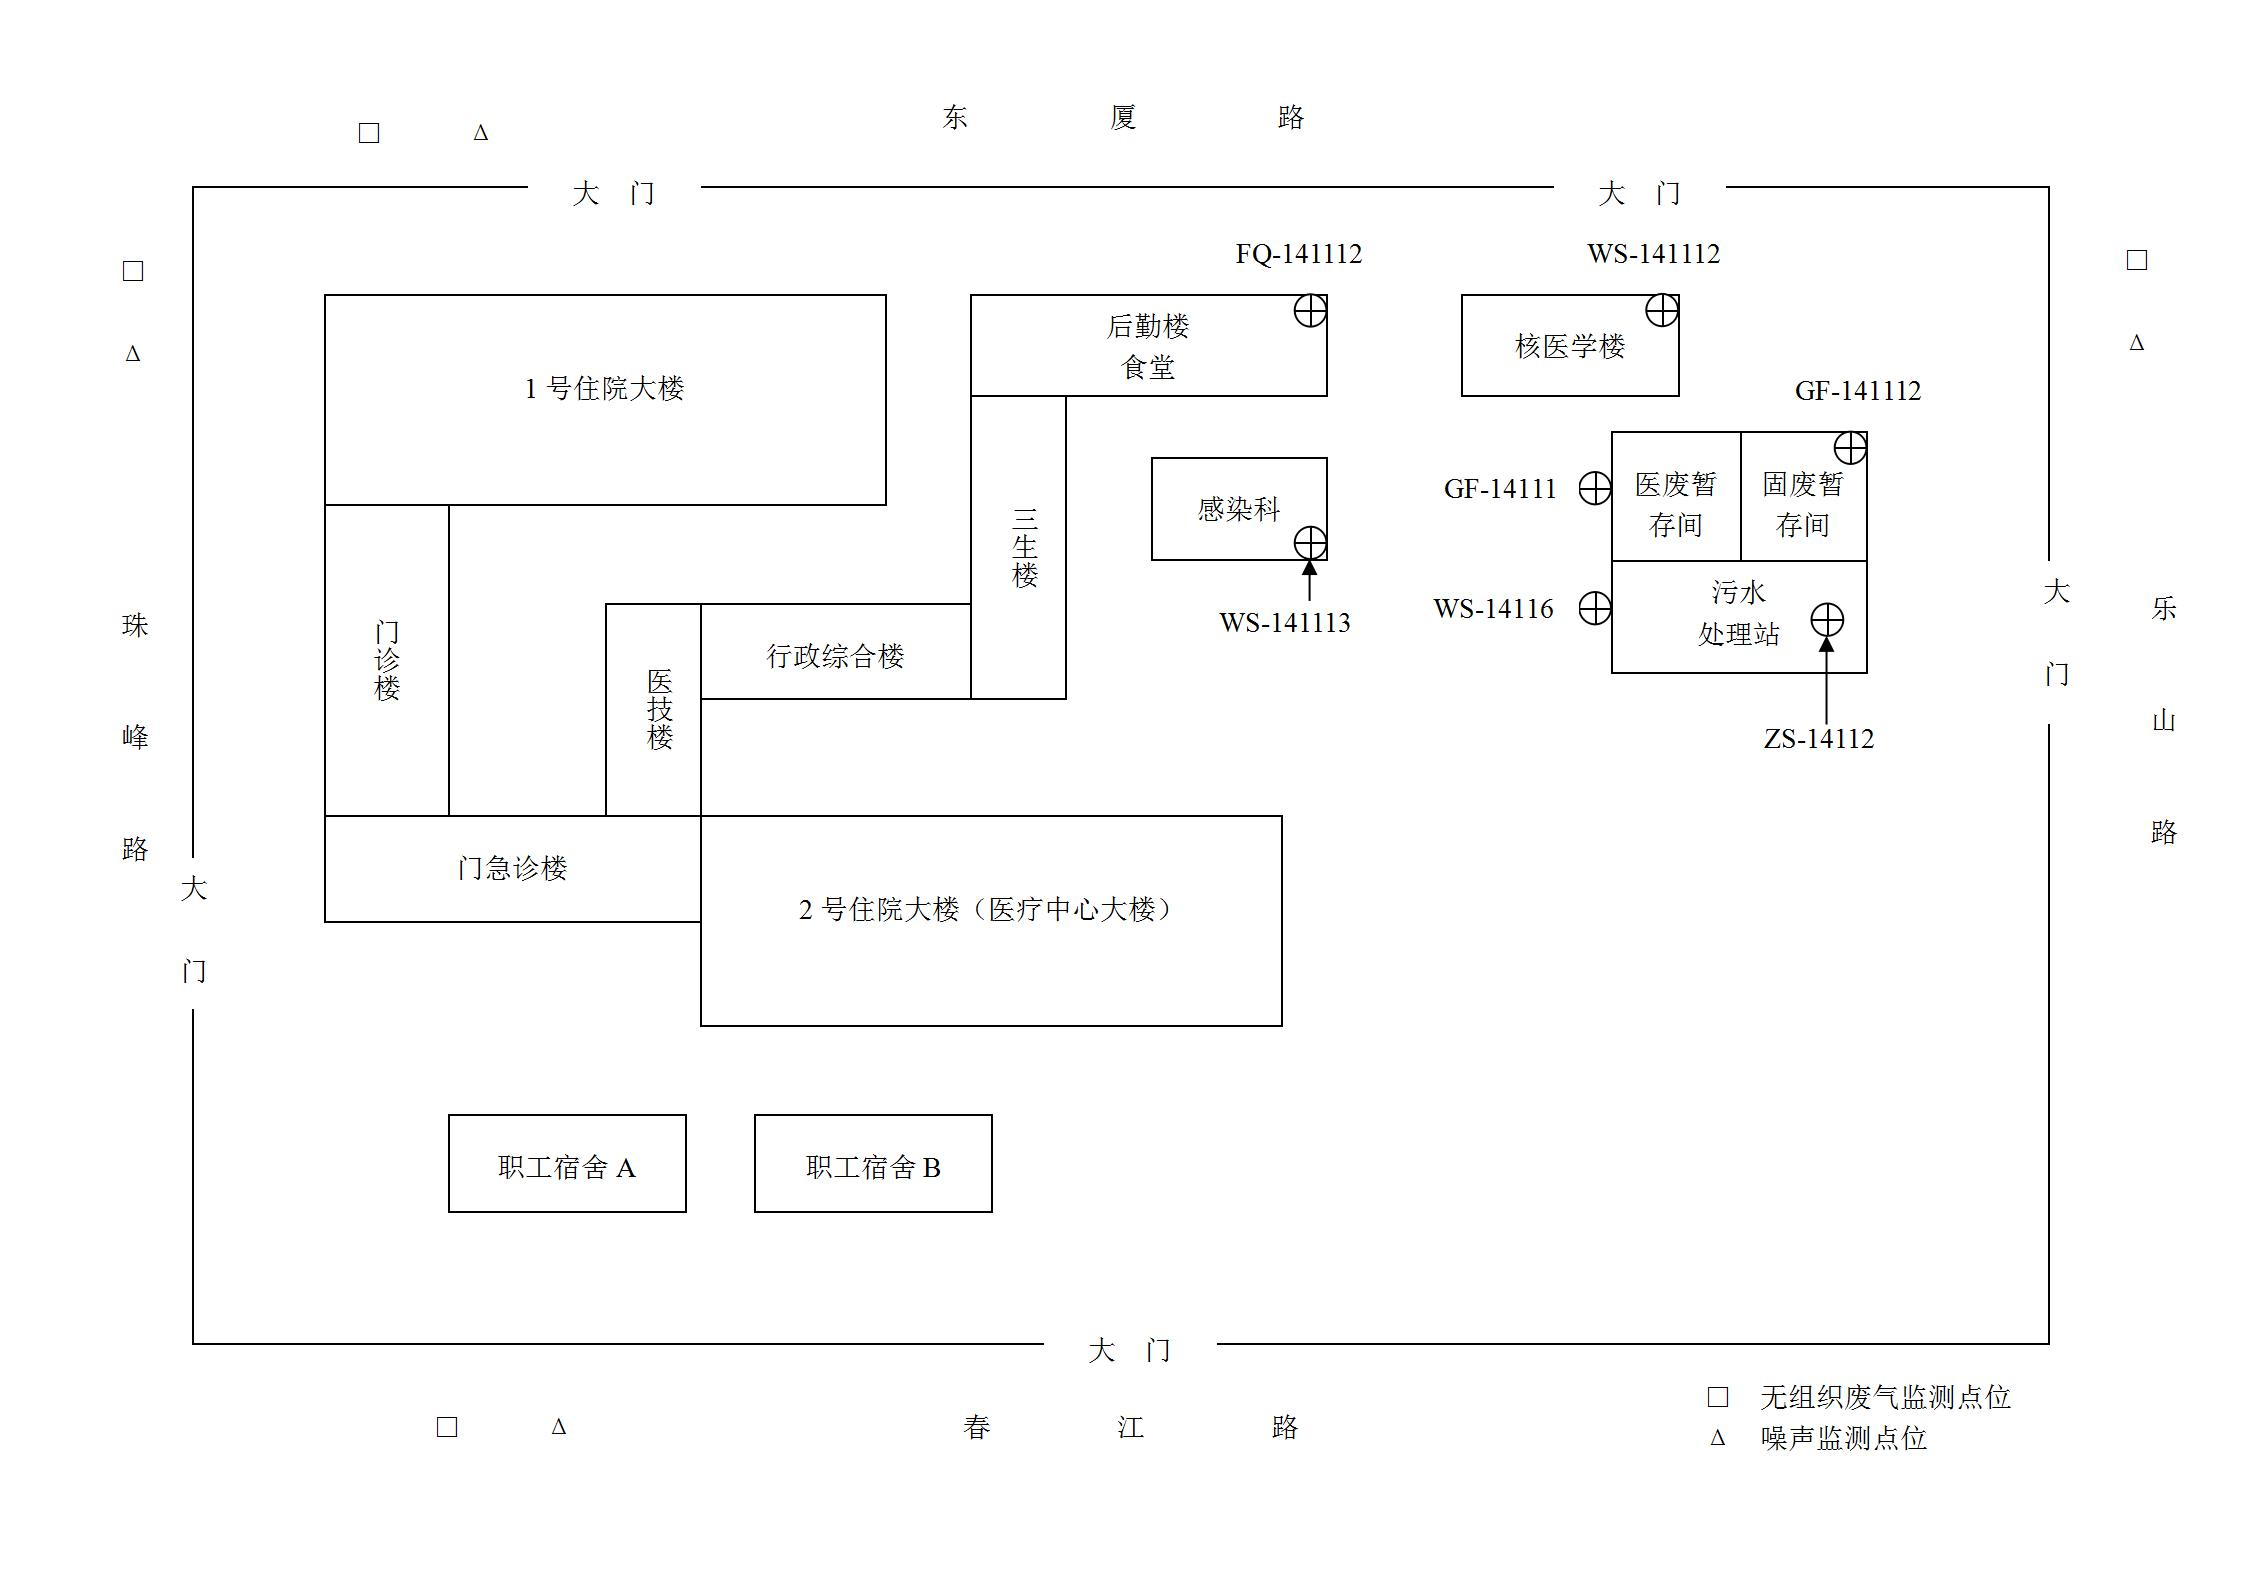 东厦路
□ Δ
大 门
大 门
FQ-141112
WS-141112
□
Δ
□
Δ
1 号住院大楼
后勤楼
食堂
核医学楼
GF-141112
GF-14111
医废暂
存间
固废暂
存间
感染科
三生楼
WS-141113
WS-14116
污水
处理站
ZS-14112
大门
珠峰路
乐山路
门诊楼
医技楼
行政综合楼
大门
门急诊楼
2 号住院大楼（医疗中心大楼）
职工宿舍 A
职工宿舍 B
大 门
□ Δ
春江路
□ 无组织废气监测点位
Δ 噪声监测点位